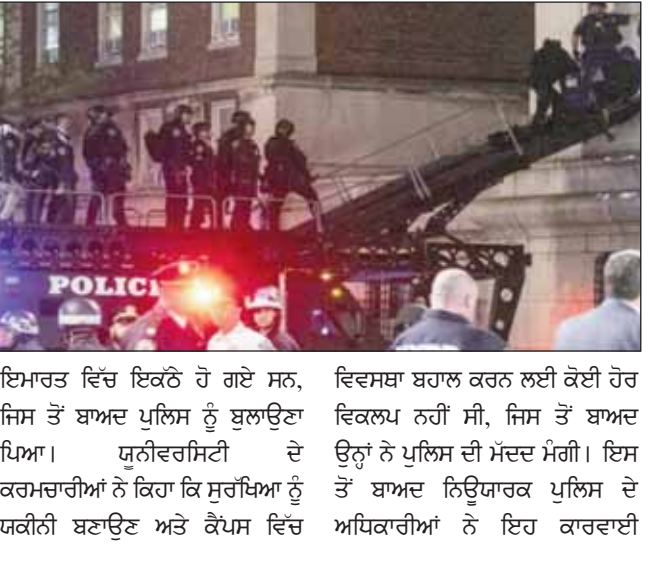 POLICE
ਇਮਾਰਤ ਵਿੱਚ ਇਕੱਠੇ ਹੋ ਗਏ ਸਨ,
ਜਿਸ ਤੋਂ ਬਾਅਦ ਪੁਲਿਸ ਨੂੰ ਬੁਲਾਉਣਾ
ਪਿਆ। ਯੂਨੀਵਰਸਿਟੀ ਦੇ
ਕਰਮਚਾਰੀਆਂ ਨੇ ਕਿਹਾ ਕਿ ਸੁਰੱਖਿਆ ਨੂੰ
ਯਕੀਨੀ ਬਣਾਉਣ ਅਤੇ ਕੈਂਪਸ ਵਿੱਚ
ਵਿਵਸਥਾ ਬਹਾਲ ਕਰਨ ਲਈ ਕੋਈ ਹੋਰ
ਵਿਕਲਪ ਨਹੀਂ ਸੀ, ਜਿਸ ਤੋਂ ਬਾਅਦ
ਉਨ੍ਹਾਂ ਨੇ ਪੁਲਿਸ ਦੀ ਮੱਦਦ ਮੰਗੀ। ਇਸ
ਤੋਂ ਬਾਅਦ ਨਿਊਯਾਰਕ ਪੁਲਿਸ ਦੇ
ਅਧਿਕਾਰੀਆਂ ਨੇ ਇਹ ਕਾਰਵਾਈ